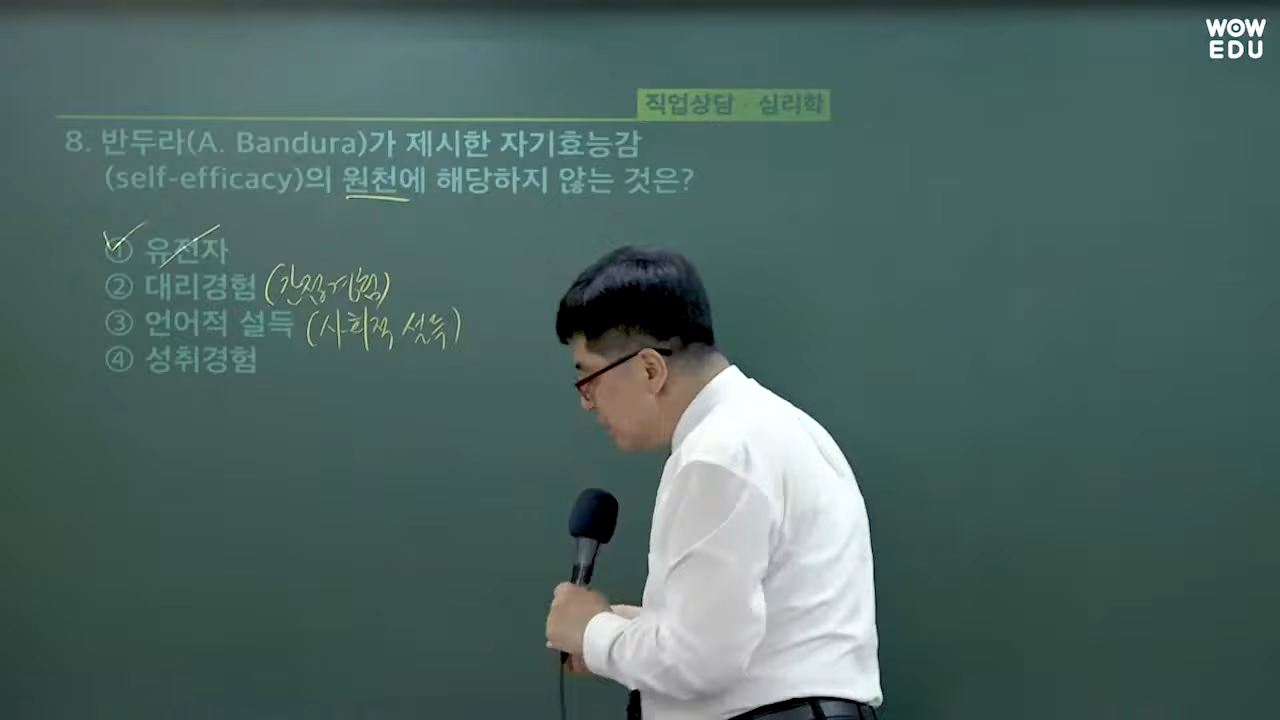 WOW
EDU
직업상담 · 심리학
8. 반두라(A. Bandura)가 제시한 자기효능감
(self-efficacy)의 원천에 해당하지 않는 것은?
① 유전자
② 대리경험 (간접경험)
③ 언어적 설득 (사회적 설득)
④ 성취경험